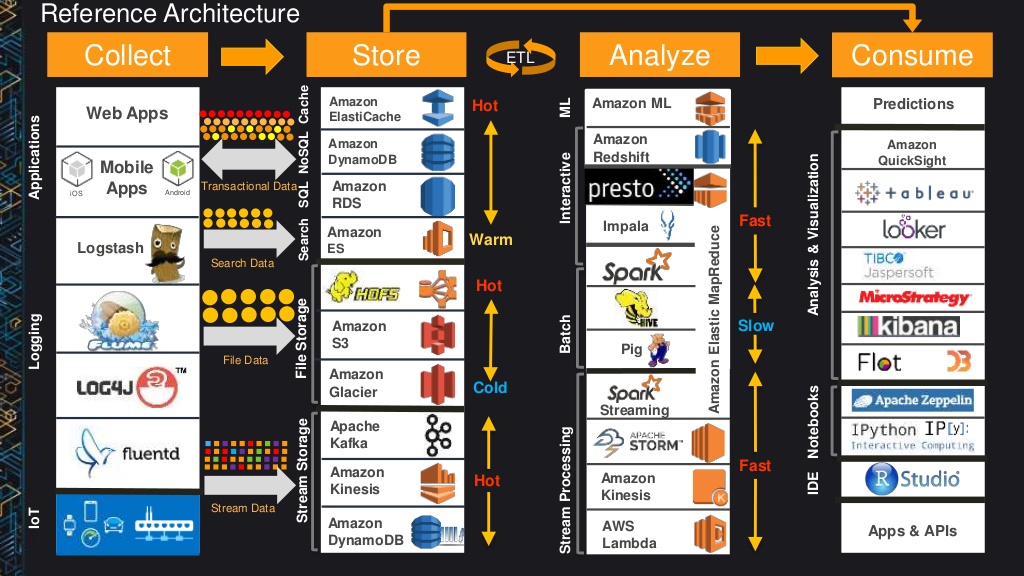 Reference Architecture
Collect
Store
ETL
Analyze
Consume
Applications
Web Apps
iOS
Mobile
Apps
Android
Logging
Logstash
FLUME
LOG4J
TM
fluentd
IoT
Transactional Data
Search Data
File Data
Stream Data
Cache
Amazon
ElastiCache
NoSQL
Amazon
DynamoDB
SQL
Amazon
RDS
Search
Amazon
ES
File Storage
HDFS
Amazon
S3
Amazon
Glacier
Stream Storage
Apache
Kafka
Amazon
Kinesis
Amazon
DynamoDB
Hot
Warm
Hot
Cold
Hot
ML
Amazon ML
Interactive
Amazon
Redshift
presto
Impala
Spark
Batch
HIVE
Pig
Amazon Elastic MapReduce
Stream Processing
Spark
Streaming
APACHE
STORM™
Amazon
Kinesis
K
AWS
Lambda
Fast
Slow
Fast
Predictions
Analysis & Visualization
Amazon
QuickSight
+ableau
looker
TIBCO
Jaspersoft
MicroStrategy
kibana
Flot
D3
Notebooks
Apache Zeppelin
IPython IP[y]:
Interactive Computing
IDE
R Studio
Apps & APIs